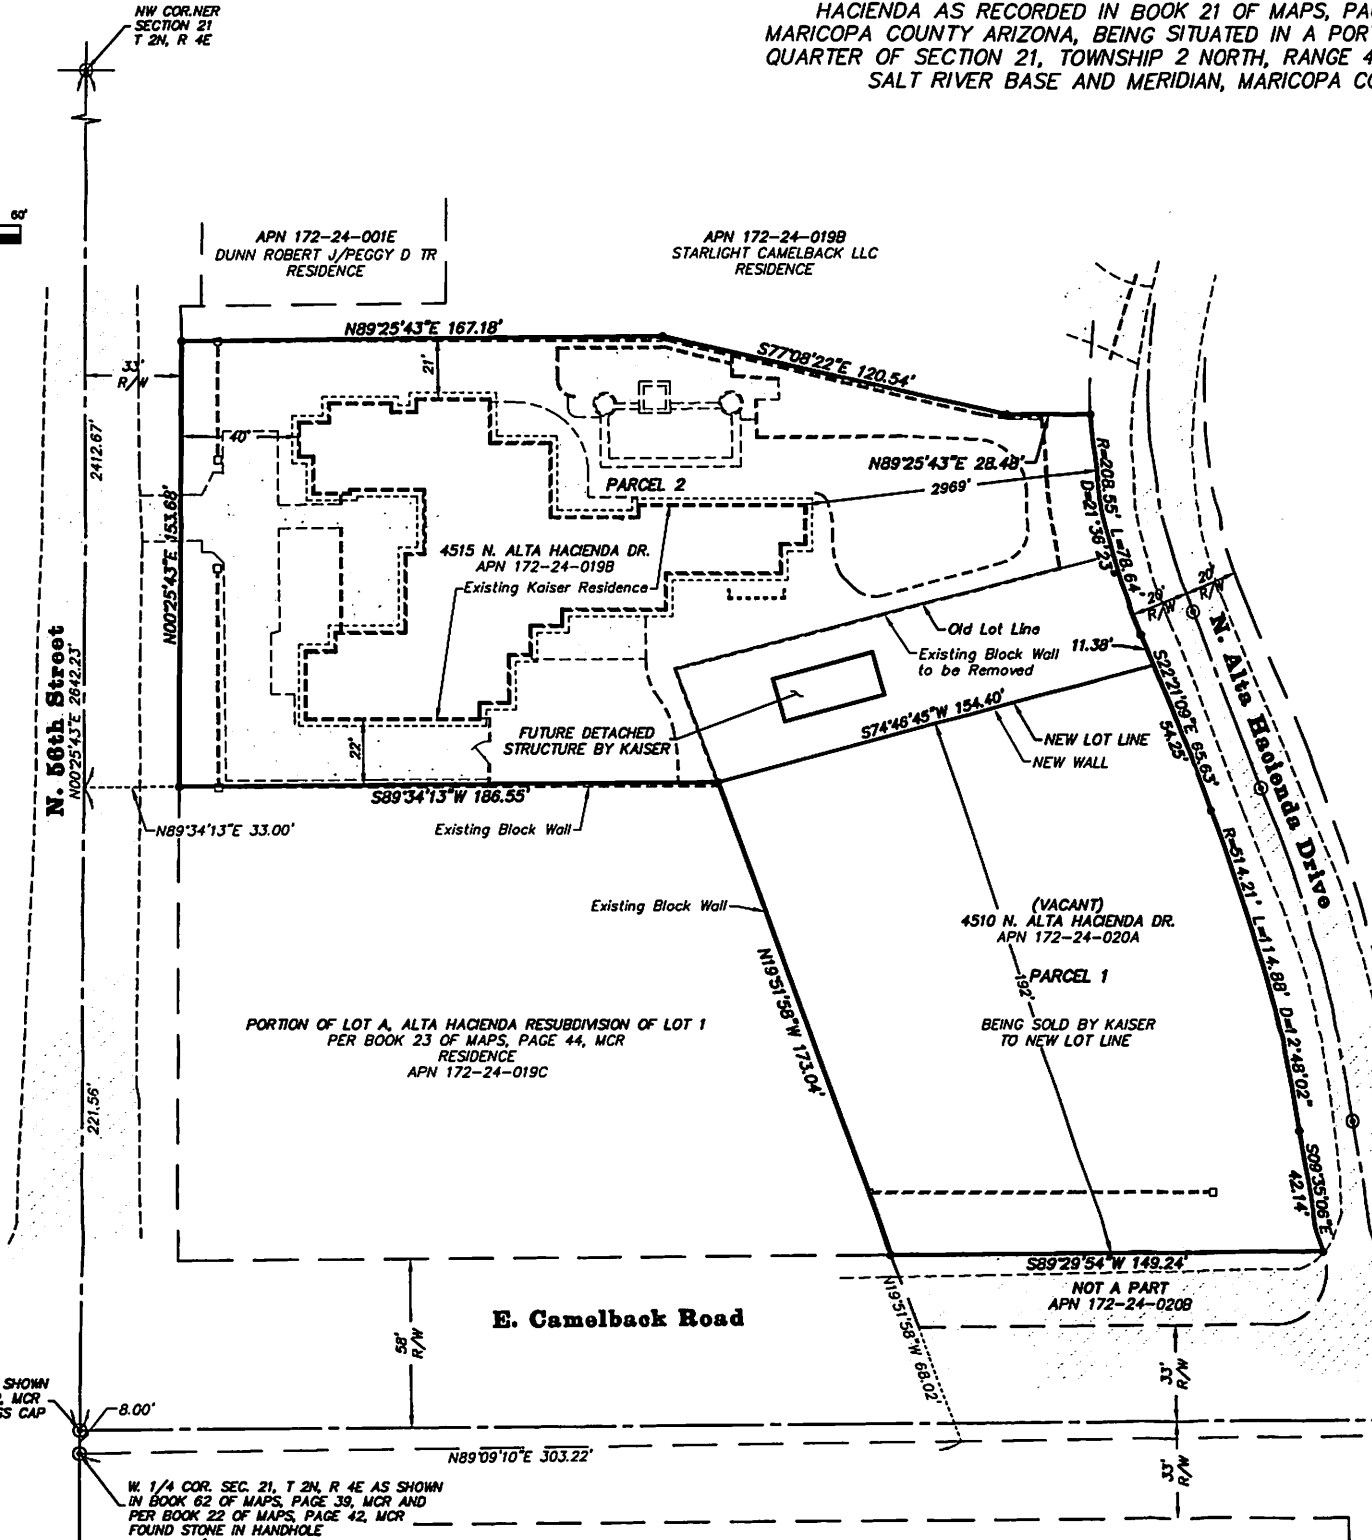 NW COR.NER
SECTION 21
T 2N, R 4E
HACIENDA AS RECORDED IN BOOK 21 OF MAPS,
MARICOPA COUNTY ARIZONA, BEING SITUATED IN A
QUARTER OF SECTION 21, TOWNSHIP 2 NORTH, RANGE 4
SALT RIVER BASE AND MERIDIAN, MARICOPA
60'
APN 172-24-001E
DUNN ROBERT J/PEGGY D TR
RESIDENCE
APN 172-24-019B
STARLIGHT CAMELBACK LLC
RESIDENCE
N89°25'43"E 167.18'
S77°08'22"E 120.54'
33'
R/W
21'
40'
2412.67'
N89°25'43"E 28.48'
PARCEL 2
2969'
R=208.55' L=78.64'
D=21°36'23"
N00°25'43"E 153.68'
4515 N. ALTA HACIENDA DR.
APN 172-24-019B
Existing Kaiser Residence
20'
R/W
20'
R/W
Old Lot Line
Existing Block Wall
to be Removed
11.38'
N. 56th Street
N00°25'43"E 2642.23'
N. Alta Hacienda Drive
S22°21'09"E 65.63'
54.25'
S74°46'45"W 154.40'
FUTURE DETACHED
STRUCTURE BY KAISER
22'
NEW LOT LINE
NEW WALL
S89°34'13"W 186.55'
N89°34'13"E 33.00'
Existing Block Wall
R=514.21' L=114.88' D=12°48'02"
Existing Block Wall
(VACANT)
4510 N. ALTA HACIENDA DR.
APN 172-24-020A
N19°51'58"W 173.04'
192'
PARCEL 1
PORTION OF LOT A, ALTA HACIENDA RESUBDIVISION OF LOT 1
PER BOOK 23 OF MAPS, PAGE 44, MCR
RESIDENCE
APN 172-24-019C
BEING SOLD BY KAISER
TO NEW LOT LINE
221.56'
S09°35'06"E
42.14'
S89°29'54"W 149.24'
NOT A PART
APN 172-24-020B
E. Camelback Road
58'
R/W
N19°51'58"W 68.02'
33'
R/W
SHOWN
MCR
CAP
8.00'
N89°09'10"E 303.22'
33'
R/W
W. 1/4 COR. SEC. 21, T 2N, R 4E AS SHOWN
IN BOOK 62 OF MAPS, PAGE 39, MCR AND
PER BOOK 22 OF MAPS, PAGE 42, MCR
FOUND STONE IN HANDHOLE